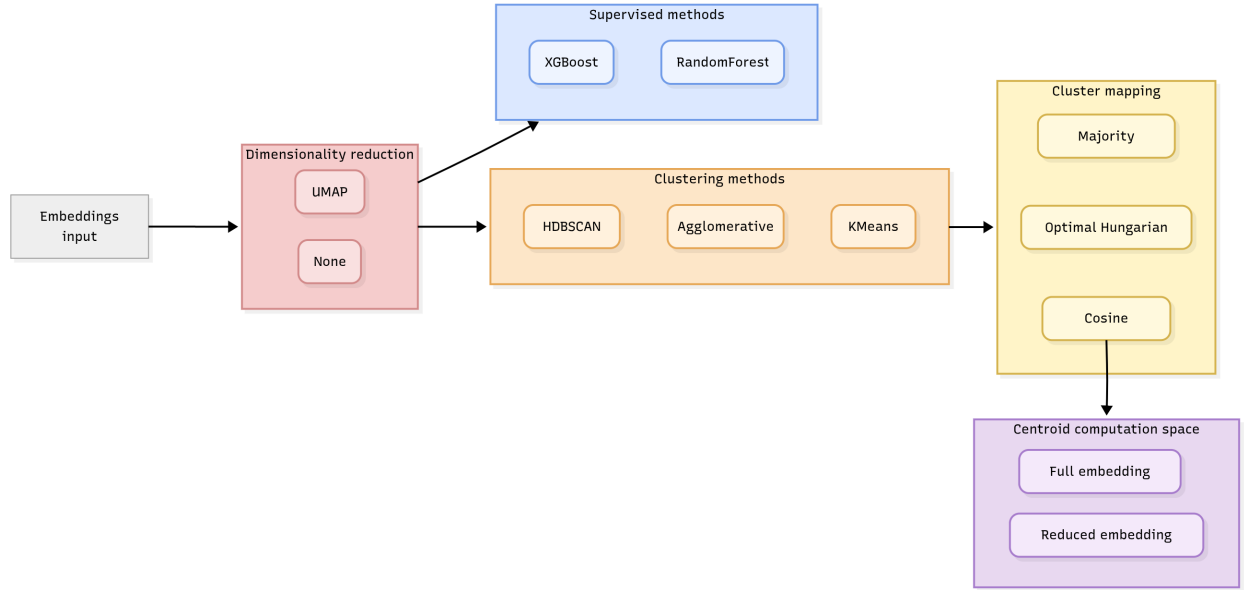 Embeddings
input
Dimensionality reduction
UMAP
None
Supervised methods
XGBoost
RandomForest
Clustering methods
HDBSCAN
Agglomerative
KMeans
Cluster mapping
Majority
Optimal Hungarian
Cosine
Centroid computation space
Full embedding
Reduced embedding